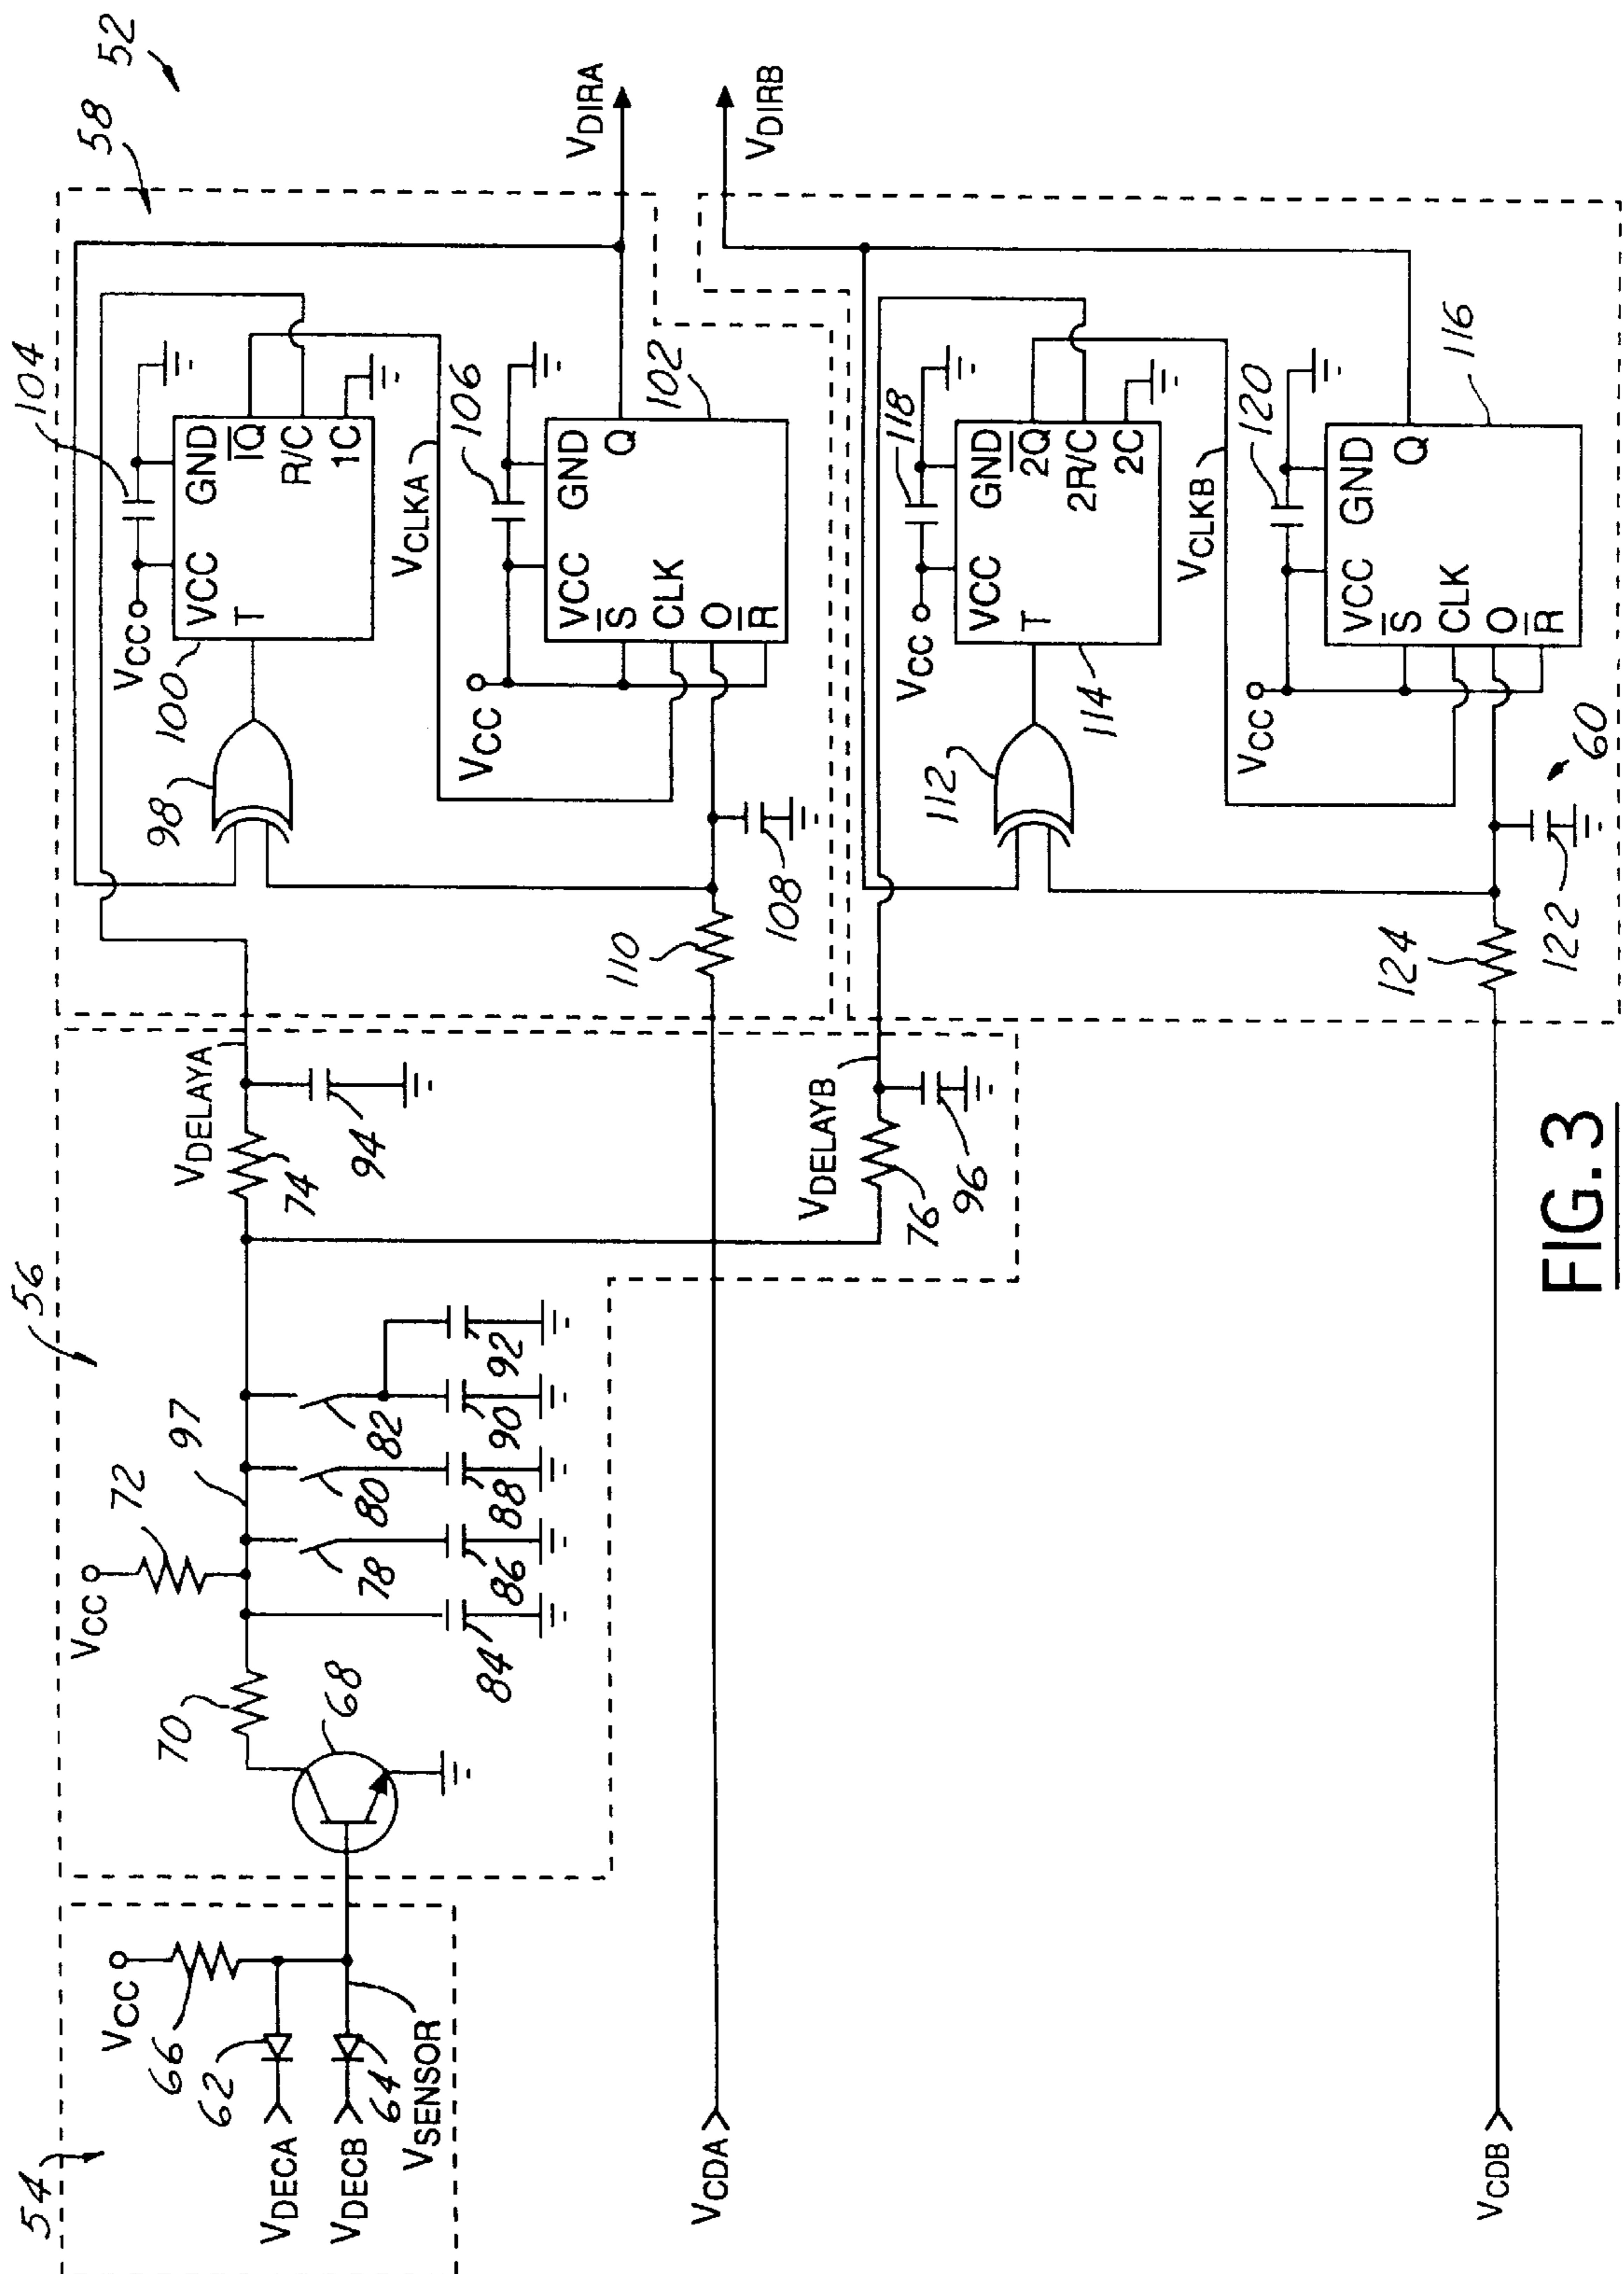 52
58
56
54
VCC
66
62
VDECA
VDECB
64
VSENSOR
70
68
VCC
72
97
84
78
86
80
88
82
90
92
VDELAYA
74
94
VDELAYB
76
96
104
VCC
VCC GND
T
1Q
R/C
1C
100
98
VCLKA
106
VCC
VCC GND
S
CLK
O
R
Q
102
110
108
VDIRA
VDIRB
118
VCC
VCC GND
T
2Q
2R/C
2C
112
114
VCLKB
120
VCC
VCC GND
S
CLK
O
R
Q
116
124
122
60
VCDA
VCDB
FIG. 3